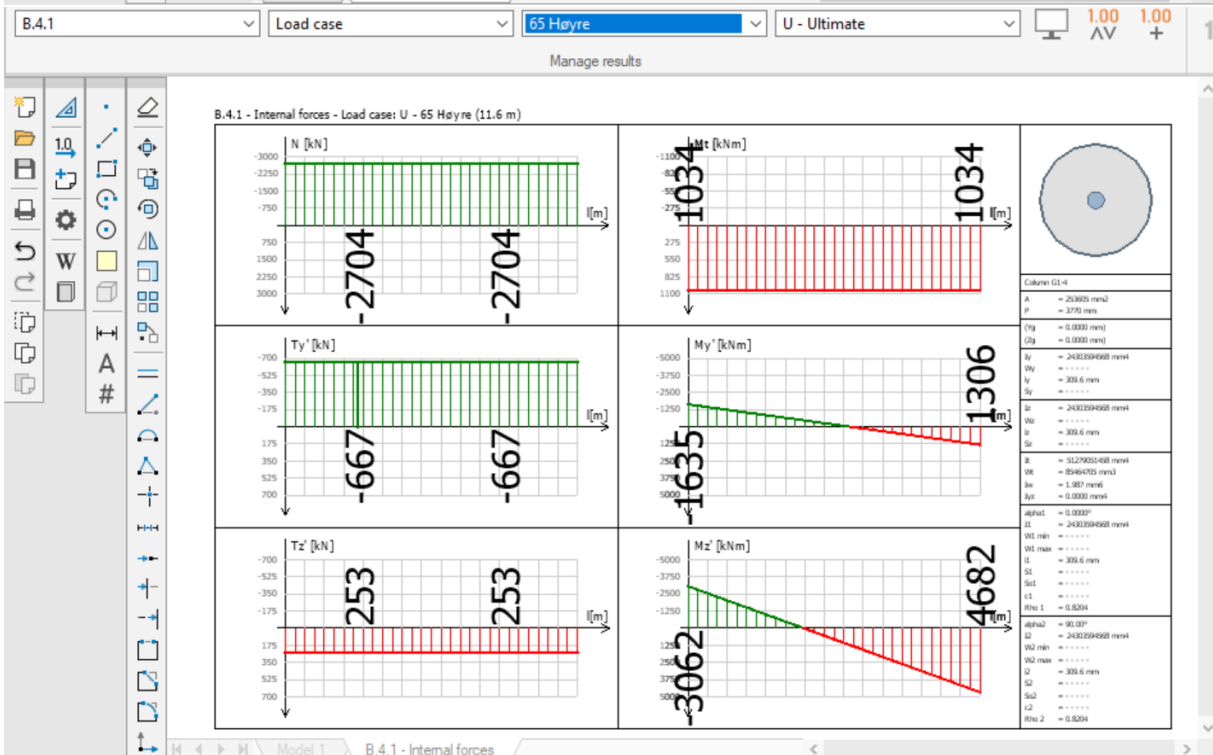 B.4.1
Load case
65 Høyre
U - Ultimate
1.00
1.00
Manage results
1.0
W
A
#
B.4.1 - Internal forces - Load case: U - 65 Høyre (11.6 m)
N [kN]
-3000
-2250
-1500
-750
l[m]
750
1500
2250
3000
-2704
-2704
Mt [kNm]
-1100
-275
l[m]
275
550
825
1100
1034
1034
Ty' [kN]
-700
-525
-350
-175
l[m]
175
350
525
700
-667
-667
My' [kNm]
-5000
-3750
-2500
-1250
-1635
1306
Tz' [kN]
-700
-525
-350
-175
l[m]
175
350
525
700
253
253
Mz' [kNm]
-5000
-3750
-2500
-1250
-3062
4682
Column G1-4
A = 253605 mm2
P = 3770 mm
(Yg = 0.0000 mm)
(Zg = 0.0000 mm)
Iy = 24303594568 mm4
Wy = - - - - -
iy = 309.6 mm
Sy = - - - - -
Iz = 24303594568 mm4
Wz = - - - - -
iz = 309.6 mm
Sz = - - - - -
It = 51279051458 mm4
Wt = 85464705 mm3
Iw = 1.987 mm6
Iyz = 0.0000 mm4
alpha1 = 0.0000°
I1 = 24303594568 mm4
W1 min = - - - - -
W1 max = - - - - -
i1 = 309.6 mm
S1 = - - - - -
So1 = - - - - -
c1 = - - - - -
Rho 1 = 0.8204
alpha2 = 90.00°
I2 = 24303594568 mm4
W2 min = - - - - -
W2 max = - - - - -
i2 = 309.6 mm
S2 = - - - - -
So2 = - - - - -
c2 = - - - - -
Rho 2 = 0.8204
Model 1
B.4.1 - Internal forces